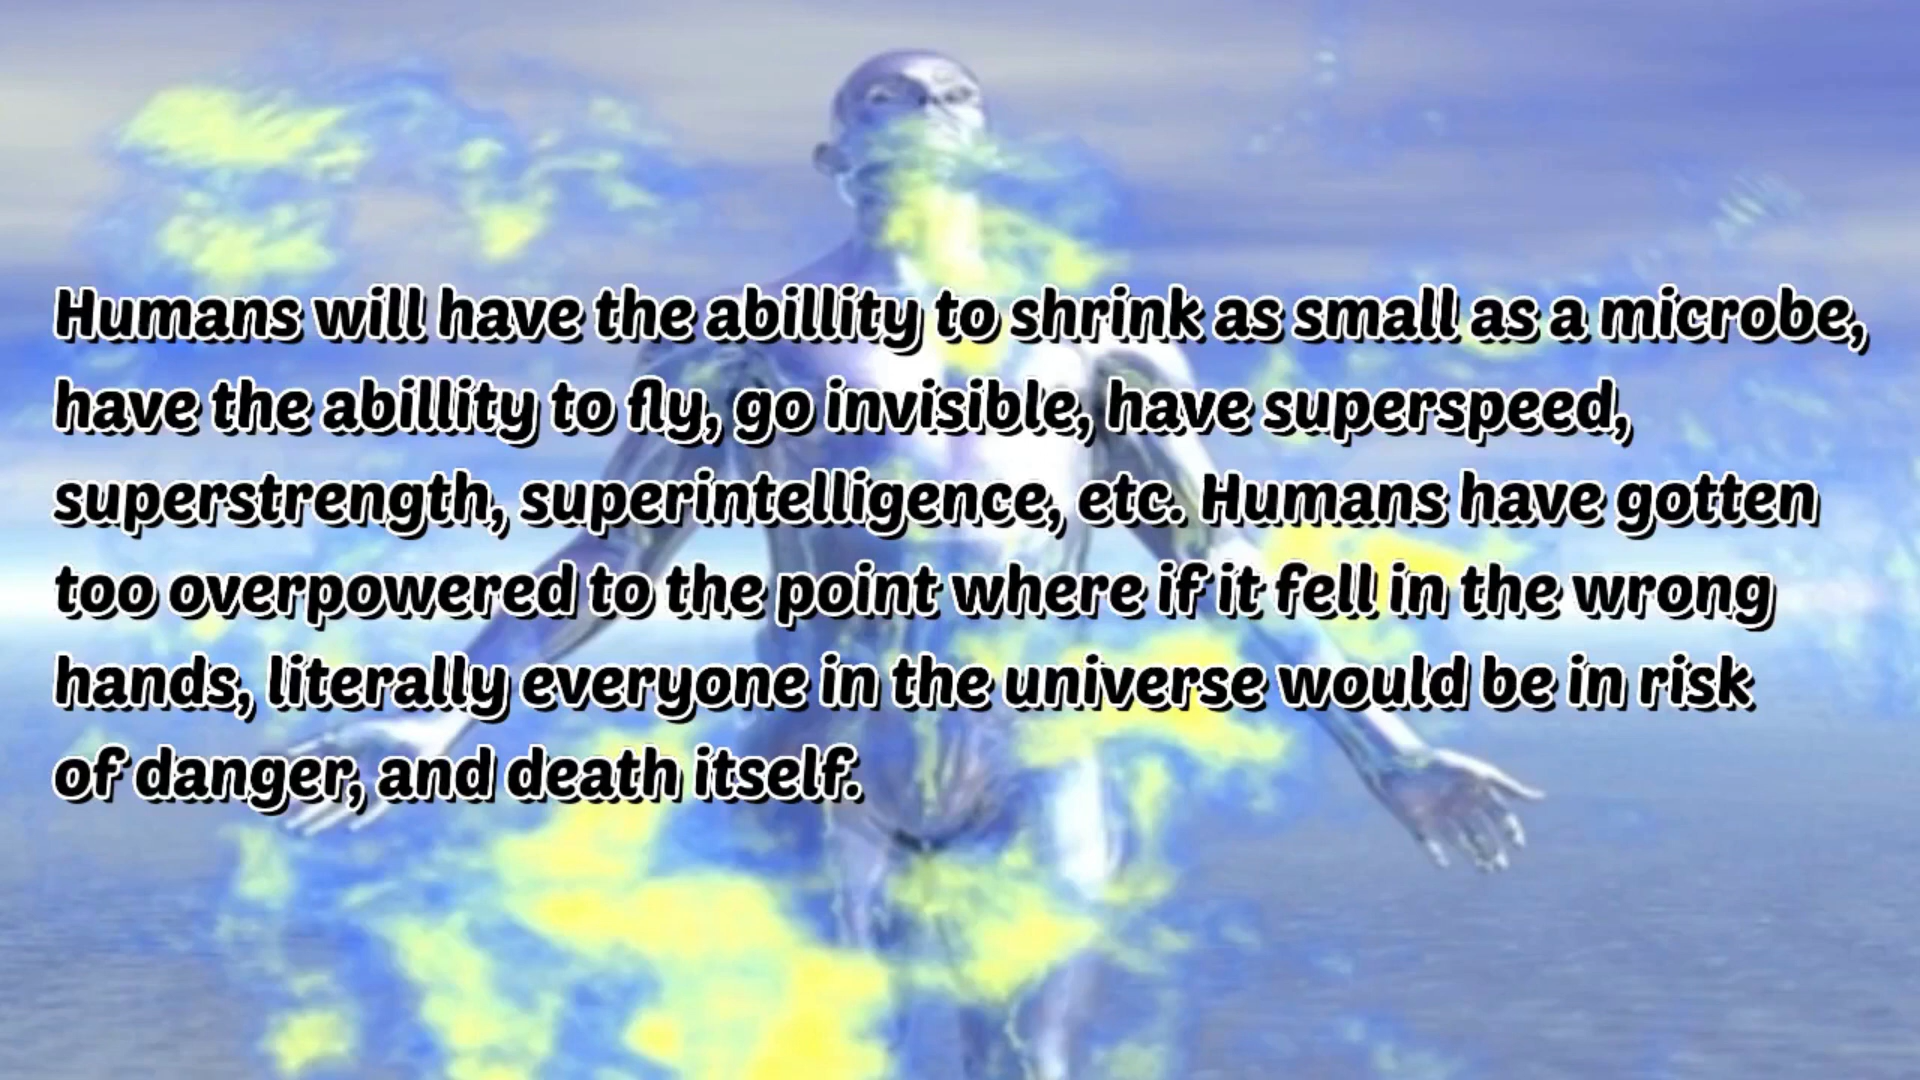 Humans will have the abillity to shrink as small as a microbe,
have the abillity to fly, go invisible, have superspeed,
superstrength, superintelligence, etc. Humans have gotten
too overpowered to the point where if it fell in the wrong
hands, literally everyone in the universe would be in risk
of danger, and death itself.